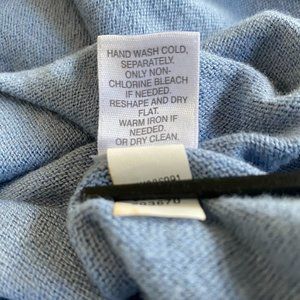 HAND WASH COLD,
SEPARATELY.
ONLY NON-
CHLORINE BLEACH
IF NEEDED.
RESHAPE AND DRY
FLAT.
WARM IRON IF
NEEDED.
OR DRY CLEAN.